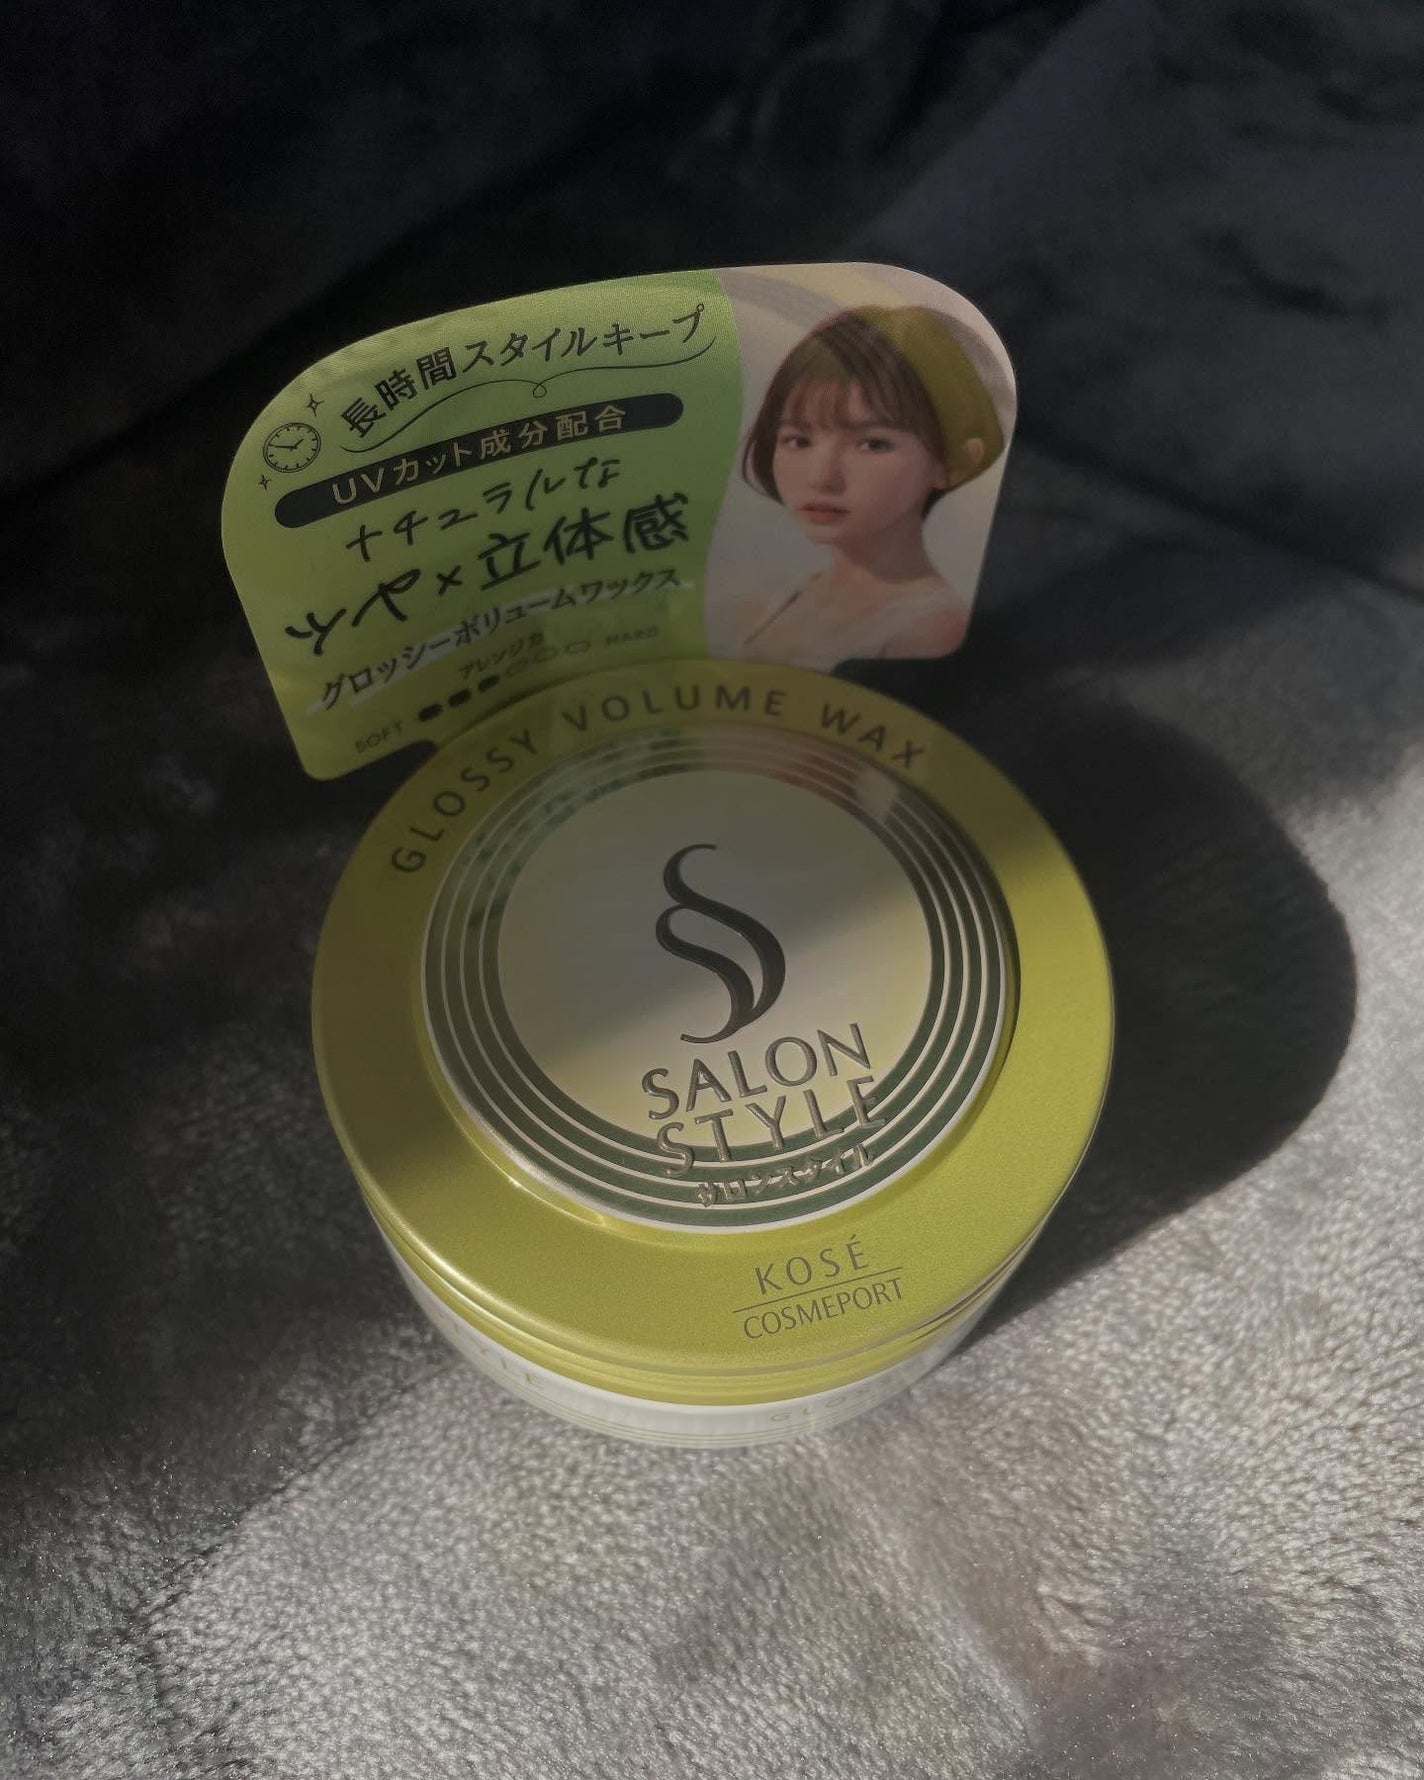 長時間スタイルキープ
UVカット成分配合
ナチュラルな
ツヤ×立体感
グロッシーボリュームワックス
アレンジ力
SOFT HARD
GLOSSY VOLUME WAX
SALON
STYLE
サロンスタイル
KOSÉ
COSMEPORT